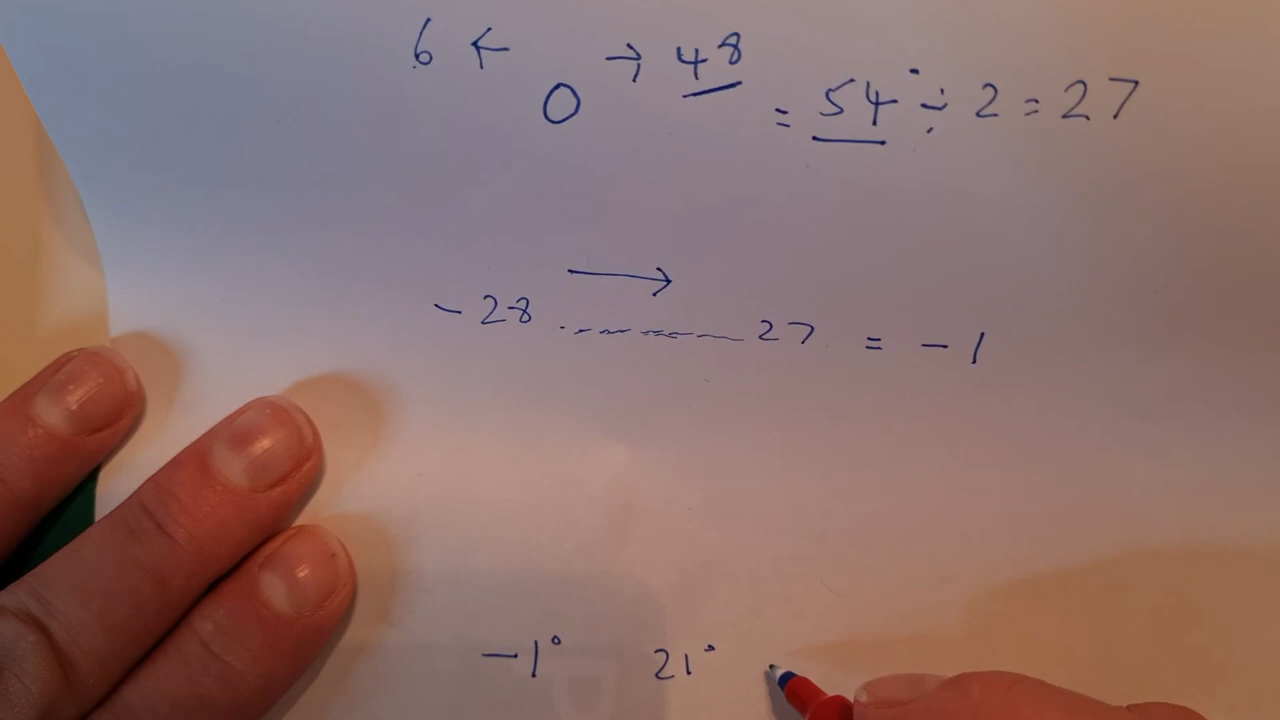 6 ← 0 → 48 = 54 ÷ 2 = 27
→
-28 ------ 27 = -1
-1° 21°